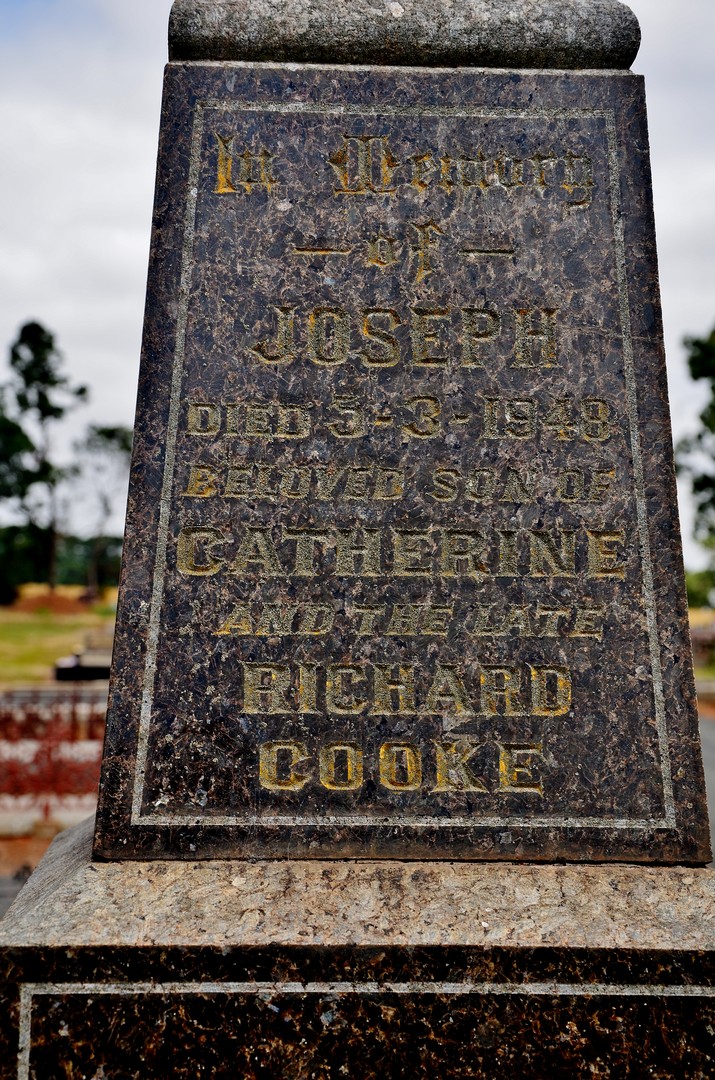 In Memory
— of —
JOSEPH
DIED 5-3-1948
BELOVED SON OF
CATHERINE
AND THE LATE
RICHARD
COOKE